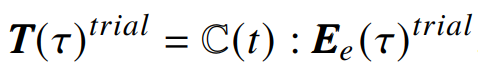 𝑻(τ)^{trial} = ℂ(t) : 𝑬_e(τ)^{trial}